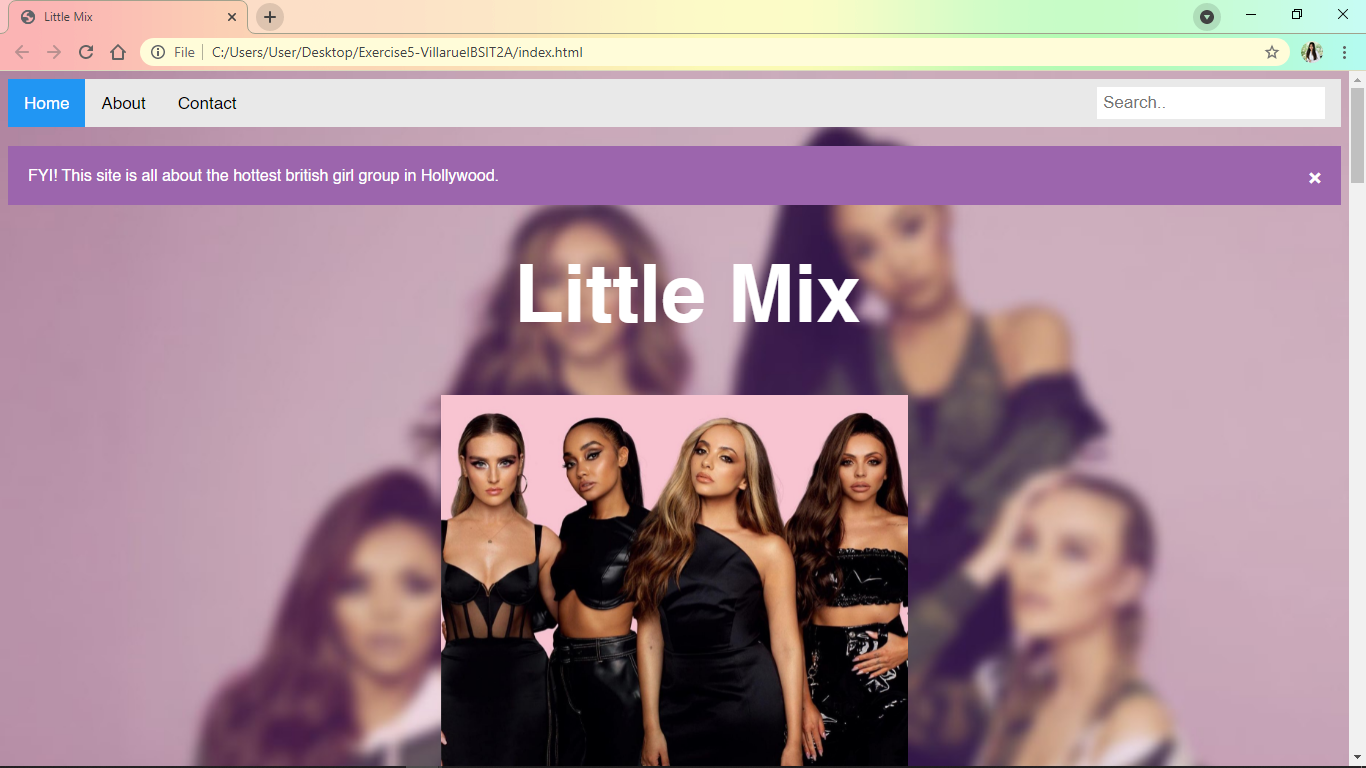 Little Mix
File
C:/Users/User/Desktop/Exercise5-VillaruelBSIT2A/index.html
Home About Contact Search..
FYI! This site is all about the hottest british girl group in Hollywood.
Little Mix